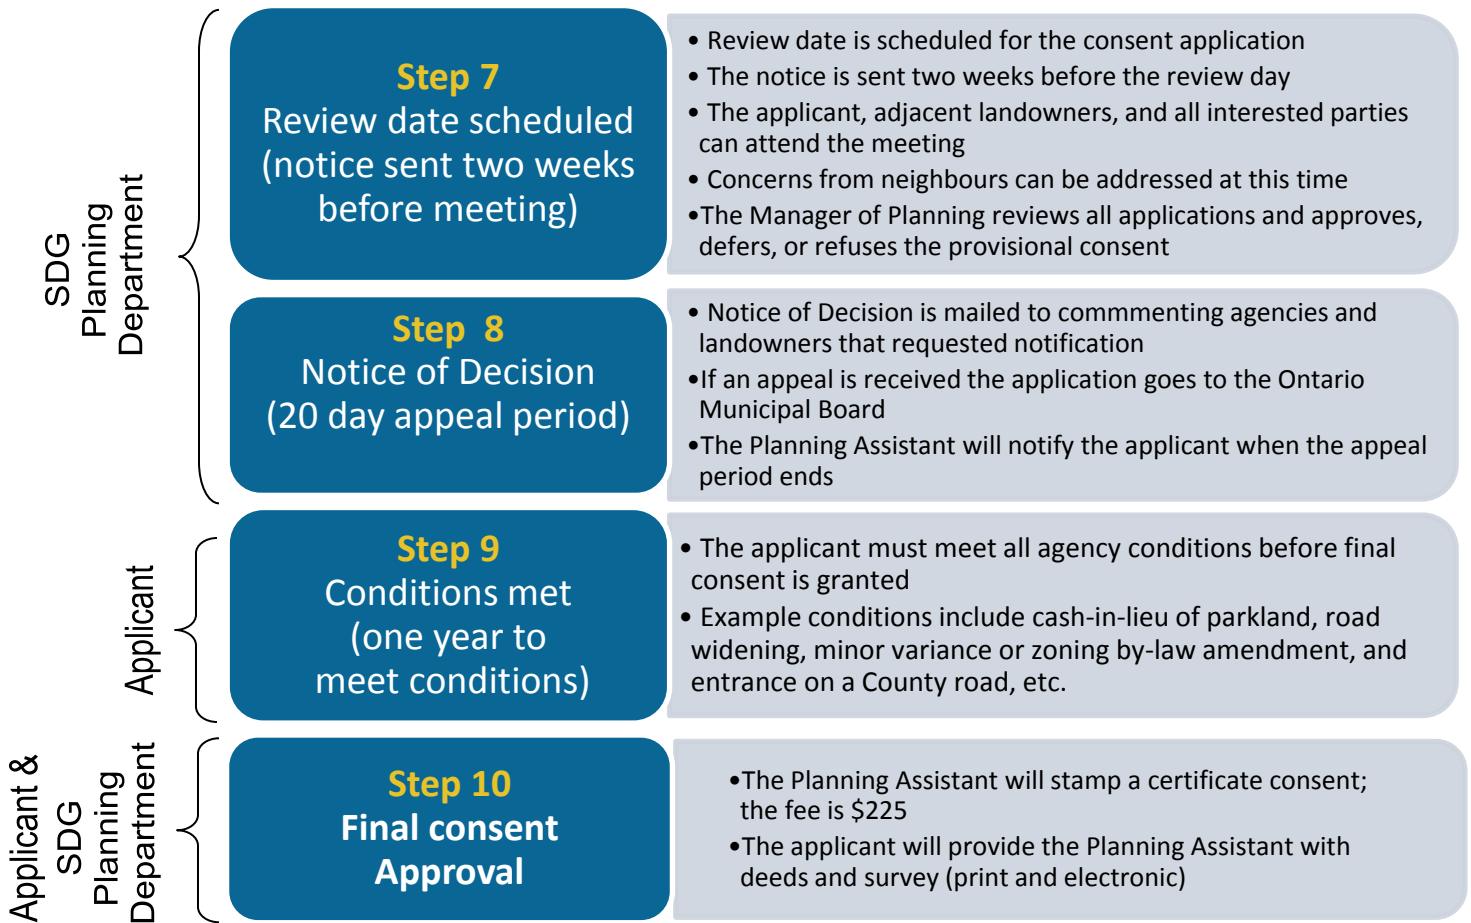 SDG
Planning
Department
Step 7
Review date scheduled
(notice sent two weeks
before meeting)
• Review date is scheduled for the consent application
• The notice is sent two weeks before the review day
• The applicant, adjacent landowners, and all interested parties
can attend the meeting
• Concerns from neighbours can be addressed at this time
•The Manager of Planning reviews all applications and approves,
defers, or refuses the provisional consent
Step 8
Notice of Decision
(20 day appeal period)
• Notice of Decision is mailed to commmenting agencies and
landowners that requested notification
•If an appeal is received the application goes to the Ontario
Municipal Board
•The Planning Assistant will notify the applicant when the appeal
period ends
Applicant
Step 9
Conditions met
(one year to
meet conditions)
• The applicant must meet all agency conditions before final
consent is granted
• Example conditions include cash-in-lieu of parkland, road
widening, minor variance or zoning by-law amendment, and
entrance on a County road, etc.
Applicant &
SDG
Planning
Department
Step 10
Final consent
Approval
•The Planning Assistant will stamp a certificate consent;
the fee is $225
•The applicant will provide the Planning Assistant with
deeds and survey (print and electronic)